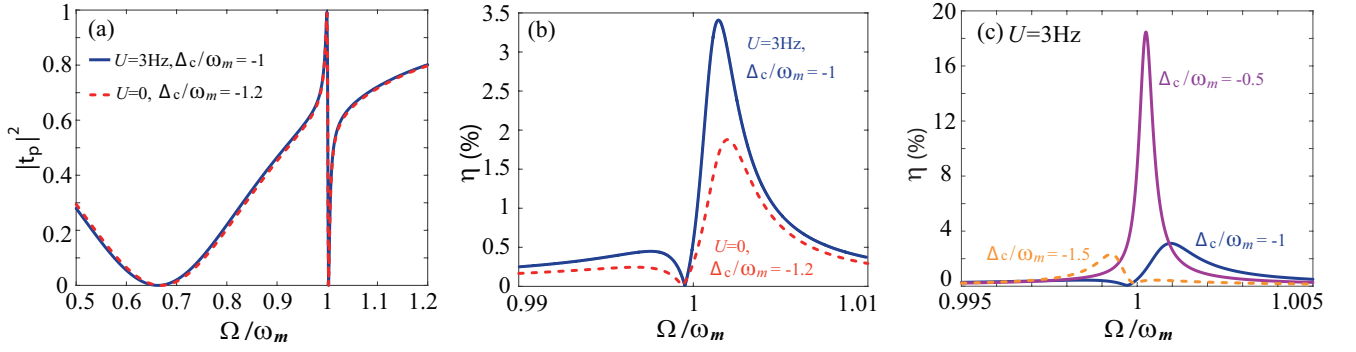 (a)
U=3Hz, Δc/ωm = -1
U=0, Δc/ωm = -1.2
|tp|²
1
0.8
0.6
0.4
0.2
0
0.5 0.6 0.7 0.8 0.9 1 1.1 1.2
Ω/ωm
(b)
U=3Hz,
Δc/ωm = -1
U=0,
Δc/ωm = -1.2
η (%)
3.5
3
2.5
2
1.5
1
0.5
0
0.99 1 1.01
Ω/ωm
(c) U=3Hz
Δc/ωm = -0.5
Δc/ωm = -1
Δc/ωm = -1.5
η (%)
20
16
12
8
4
0
0.995 1 1.005
Ω/ωm